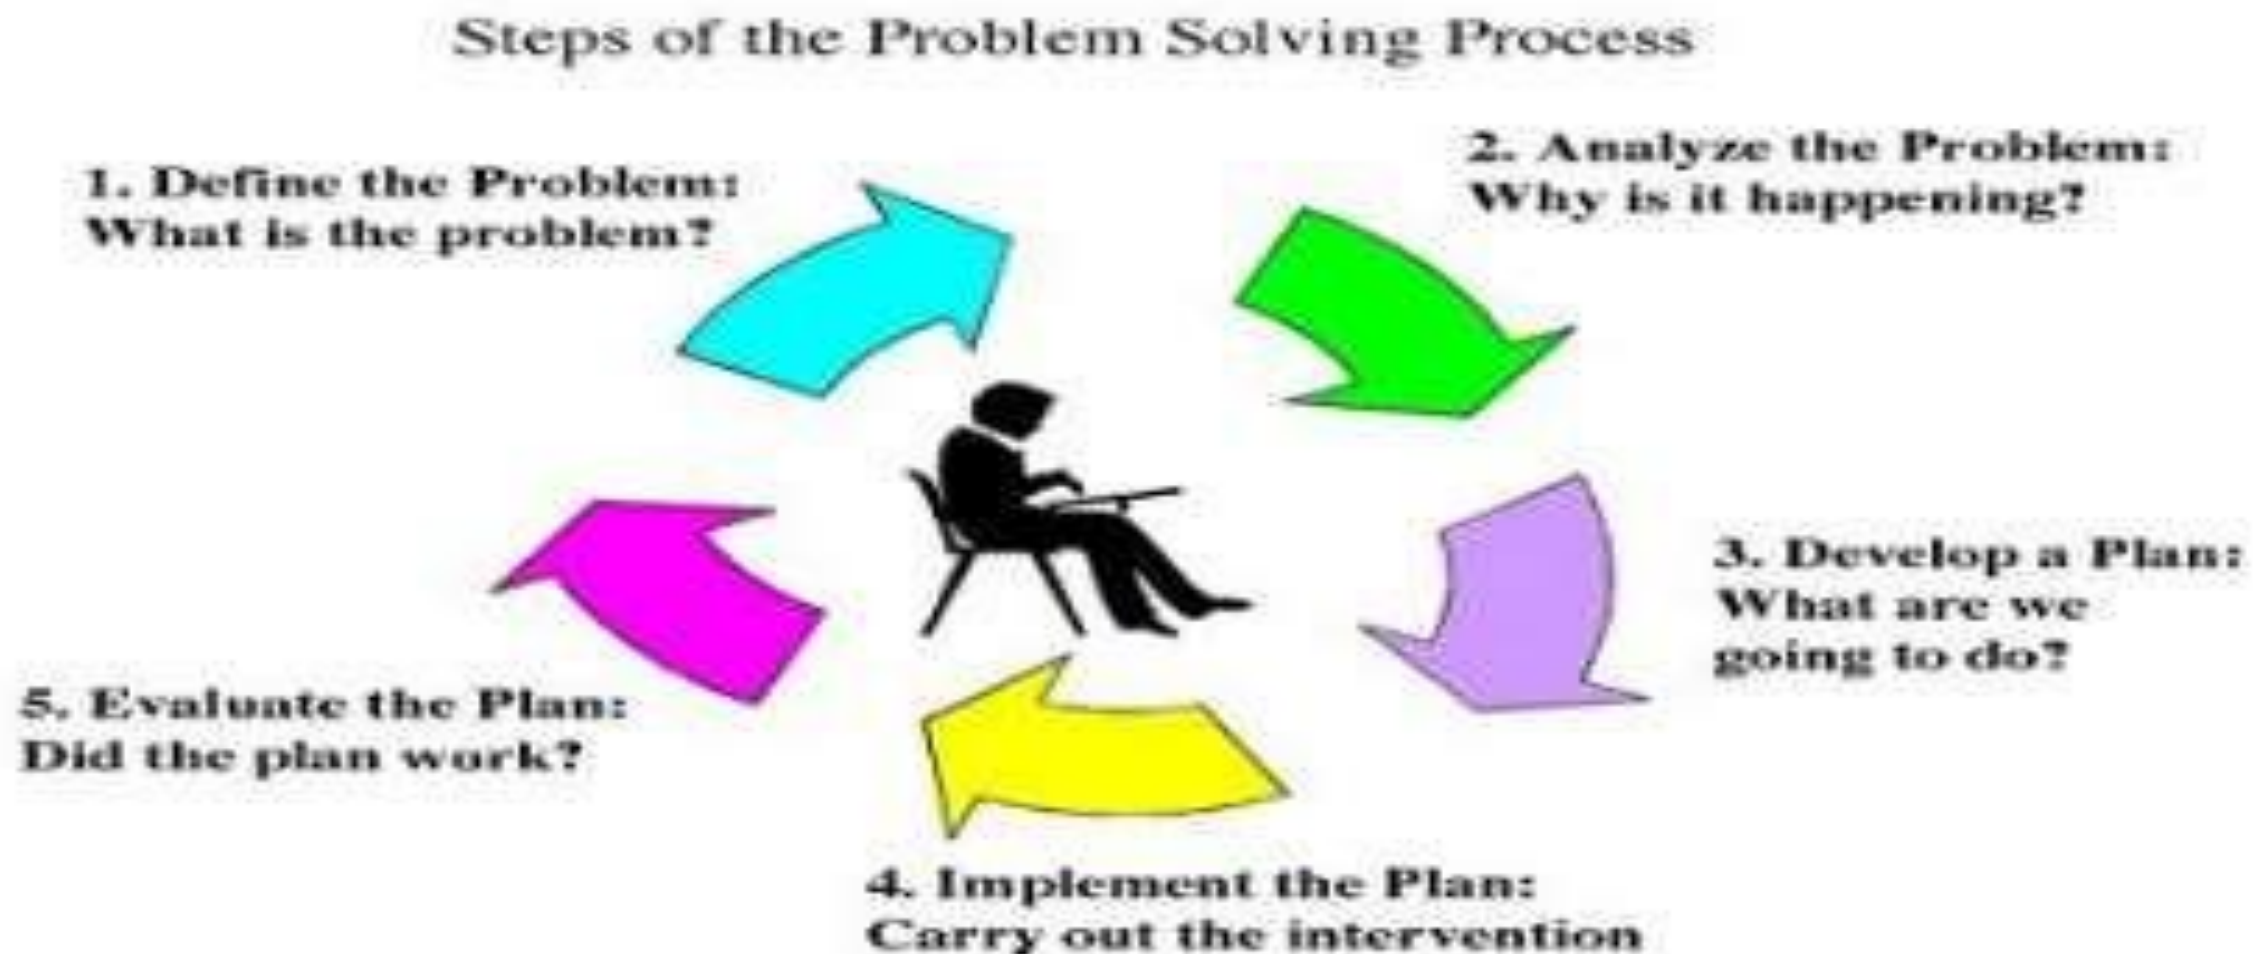 Steps of the Problem Solving Process
1. Define the Problem:
What is the problem?
2. Analyze the Problem:
Why is it happening?
3. Develop a Plan:
What are we
going to do?
4. Implement the Plan:
Carry out the intervention
5. Evaluate the Plan:
Did the plan work?